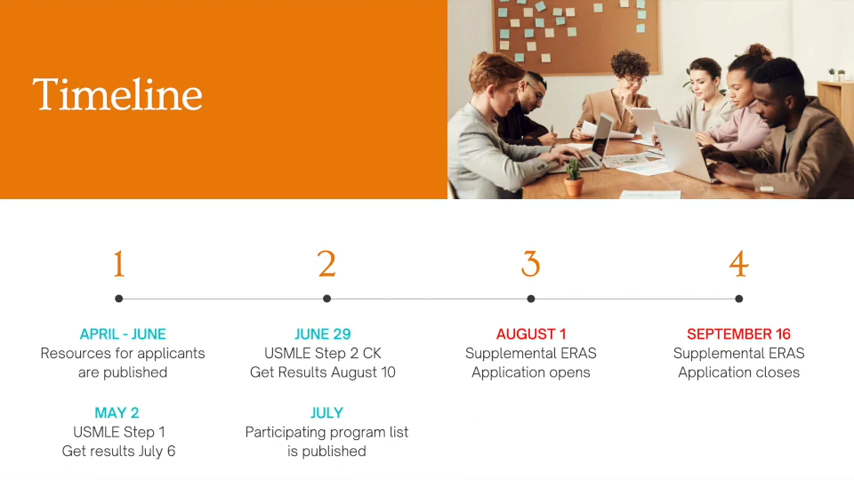 Timeline
1
APRIL - JUNE
Resources for applicants
are published
MAY 2
USMLE Step 1
Get results July 6
2
JUNE 29
USMLE Step 2 CK
Get Results August 10
JULY
Participating program list
is published
3
AUGUST 1
Supplemental ERAS
Application opens
4
SEPTEMBER 16
Supplemental ERAS
Application closes